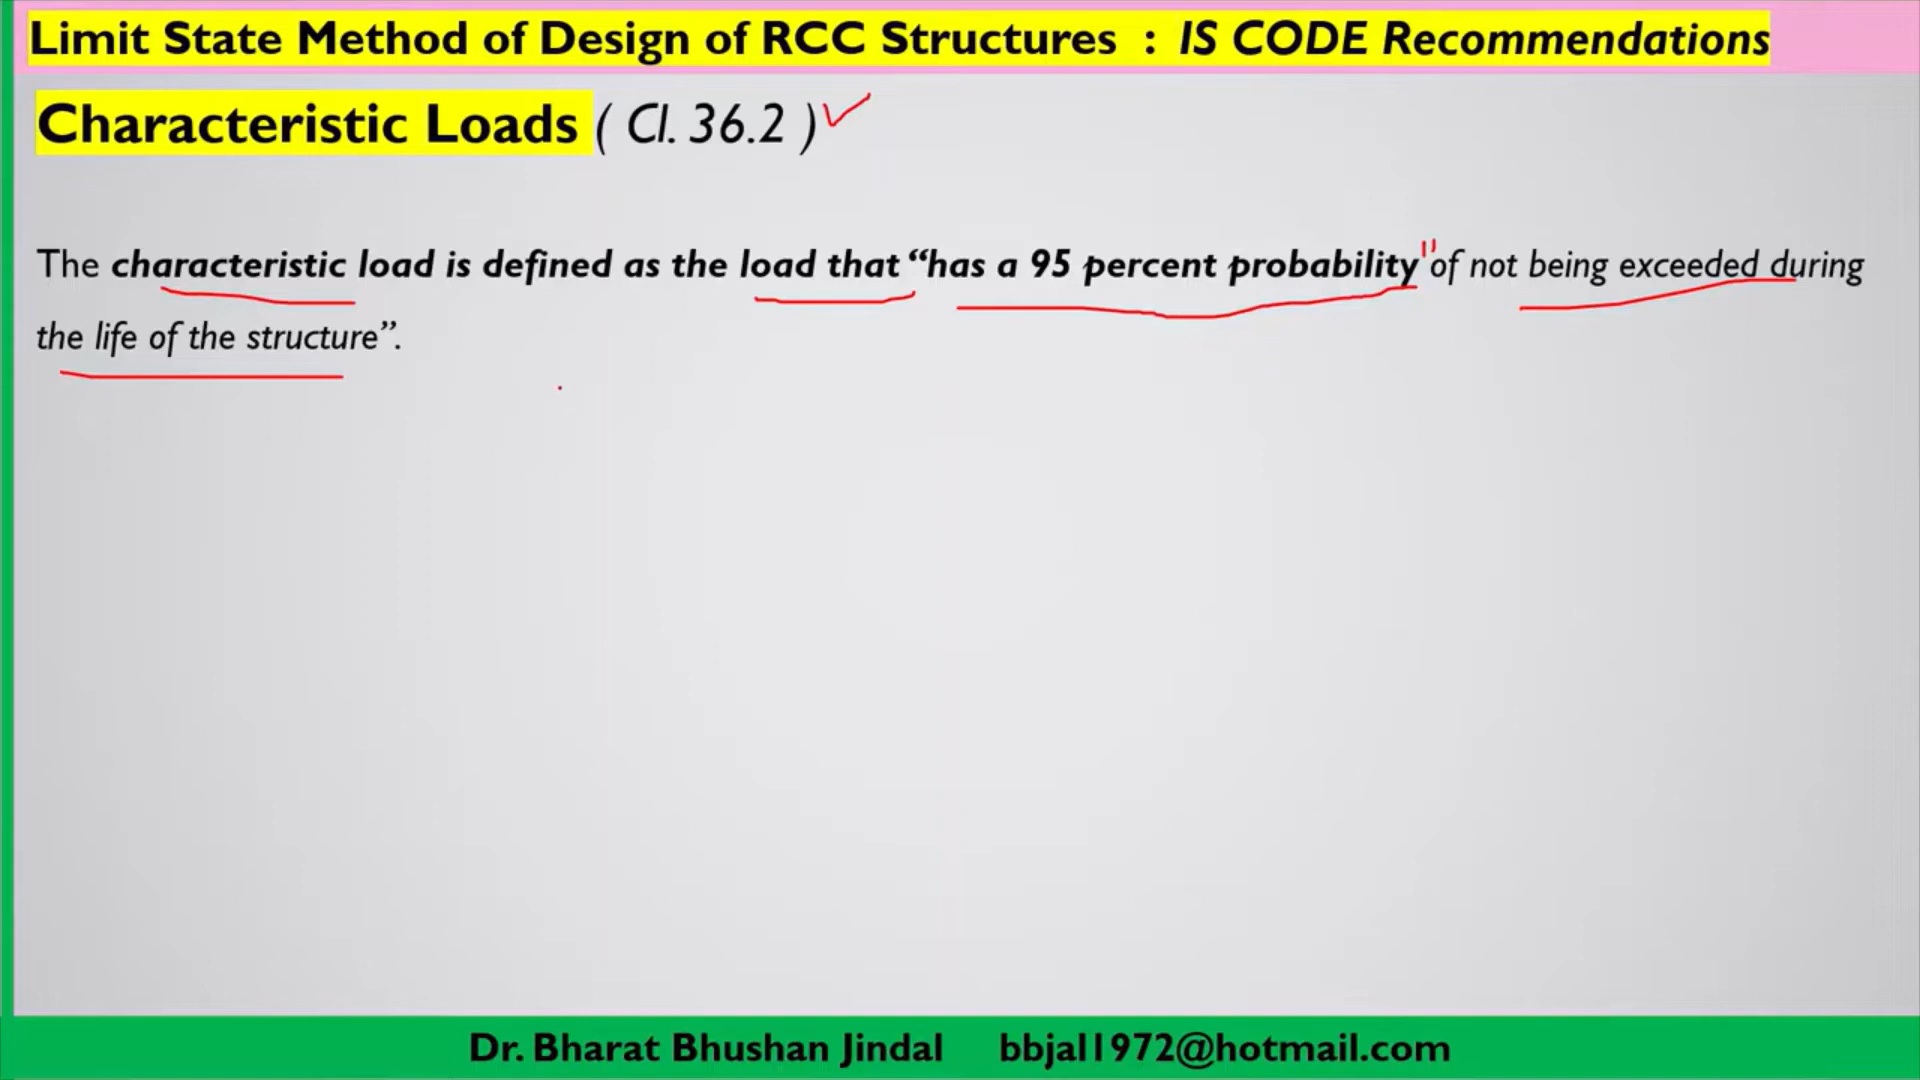 Limit State Method of Design of RCC Structures : IS CODE Recommendations
Characteristic Loads ( Cl. 36.2 )
The characteristic load is defined as the load that “has a 95 percent probability" of not being exceeded during
the life of the structure”.
Dr. Bharat Bhushan Jindal bbjal1972@hotmail.com